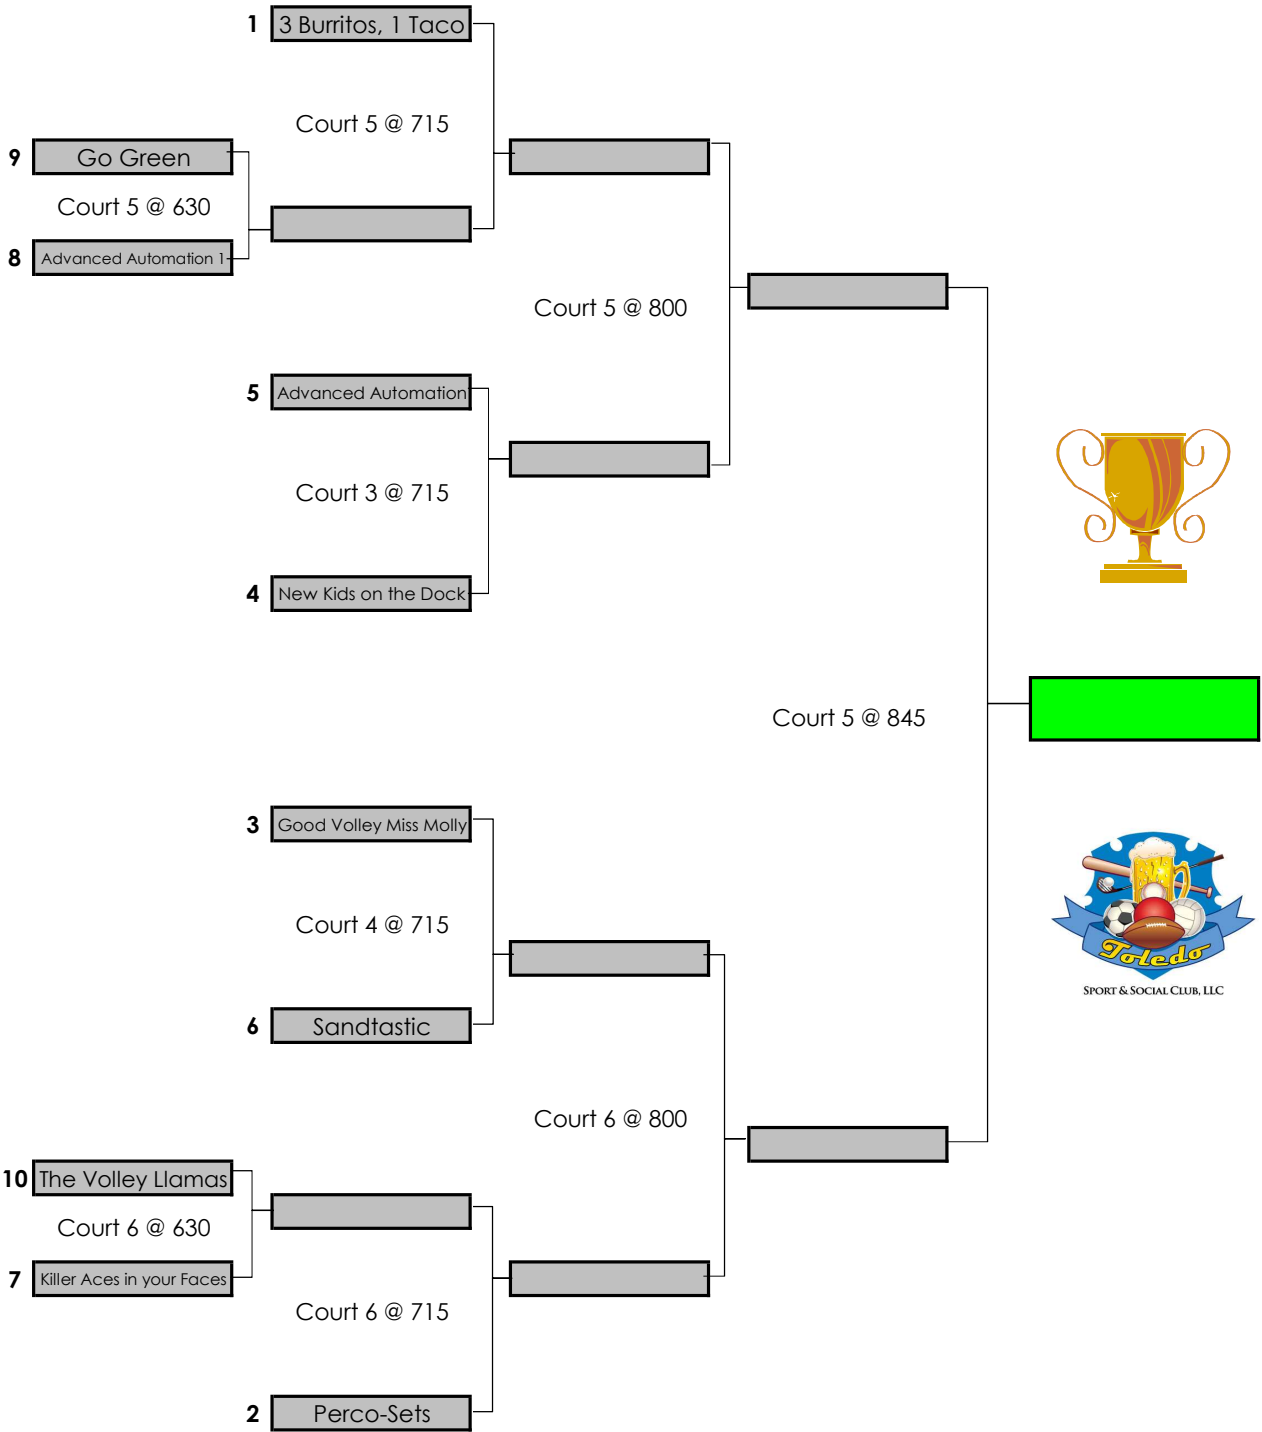 1 3 Burritos, 1 Taco
Court 5 @ 715
9 Go Green
Court 5 @ 630
8 Advanced Automation 1
Court 5 @ 800
5 Advanced Automation
Court 3 @ 715
4 New Kids on the Dock
Court 5 @ 845
3 Good Volley Miss Molly
Court 4 @ 715
6 Sandtastic
Toledo
SPORT & SOCIAL CLUB, LLC
Court 6 @ 800
10 The Volley Llamas
Court 6 @ 630
7 Killer Aces in your Faces
Court 6 @ 715
2 Perco-Sets